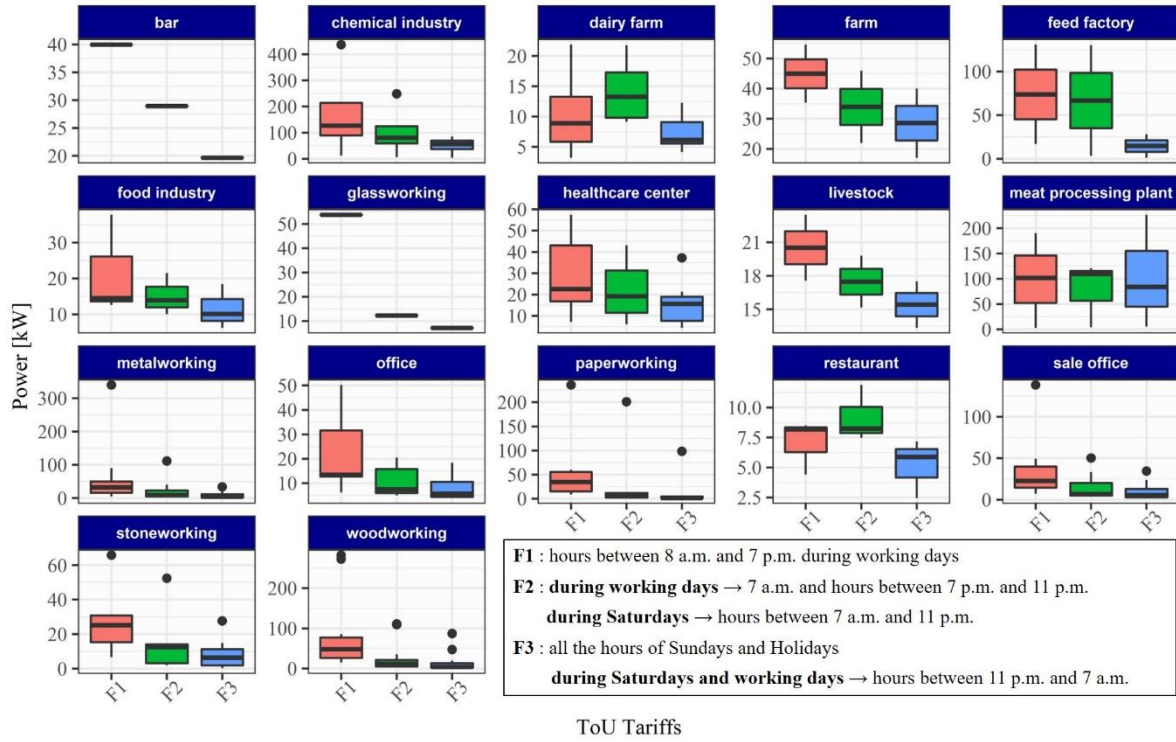 bar
chemical industry
dairy farm
farm
feed factory
40
35
30
25
20
400
300
200
100
0
20
15
10
5
50
40
30
20
100
50
0
food industry
glassworking
healthcare center
livestock
meat processing plant
30
20
10
50
40
30
20
10
60
50
40
30
20
10
0
21
18
15
200
150
100
50
0
Power [kW]
metalworking
office
paperworking
restaurant
sale office
300
200
100
0
50
40
30
20
10
200
150
100
50
0
10.0
7.5
5.0
2.5
100
50
0
F1
F2
F3
F1
F2
F3
F1
F2
F3
stoneworking
woodworking
60
40
20
0
200
100
50
0
F1
F2
F3
F1
F2
F3
F1 : hours between 8 a.m. and 7 p.m. during working days
F2 : during working days → 7 a.m. and hours between 7 p.m. and 11 p.m.
during Saturdays → hours between 7 a.m. and 11 p.m.
F3 : all the hours of Sundays and Holidays
during Saturdays and working days → hours between 11 p.m. and 7 a.m.
ToU Tariffs